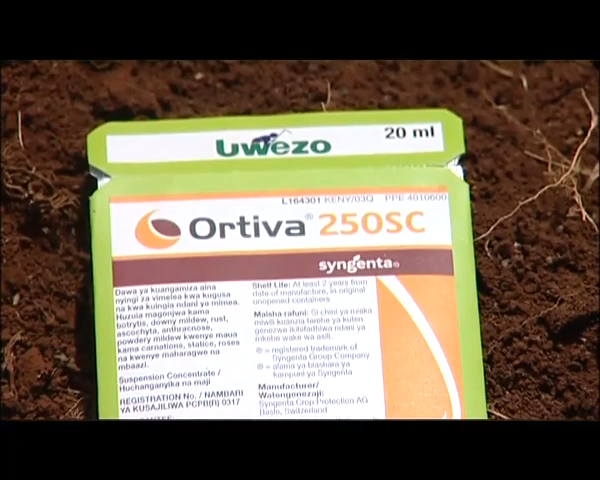 uwezo
20 ml
L164301 KENY/03Q PPE 4010600
Ortiva® 250SC
syngenta®
Dawa ya kuangamiza aina
nyingi za vimelea kwa kugusa
na kwa kuingia ndani ya mimea.
Huzuia magonjwa kama
botrytis, downy mildew, rust,
ascochyta, anthracnose,
powdery mildew kwenye maua
kama carnations, statice, roses
na kwenye maharagwe na
mbaazi.
Suspension Concentrate /
Huchanganyika na maji
REGISTRATION No. / NAMBARI
YA KUSAJILIWA PCPB(R) 0317
Shelf Life: At least 2 years from
date of manufacture, in original
unopened containers
Maisha rafuni: Si chini ya miaka
miwili kuanzia tarehe ya kuten
genezwa ikihifadhiwa ndani ya
mkebe wake wa asili.
® = registered trademark of
Syngenta Group Company
® = alama ya biashara ya
kampuni ya Syngenta
Manufacturer/
Watengenezaji:
Syngenta Crop Protection AG
Basle, Switzerland